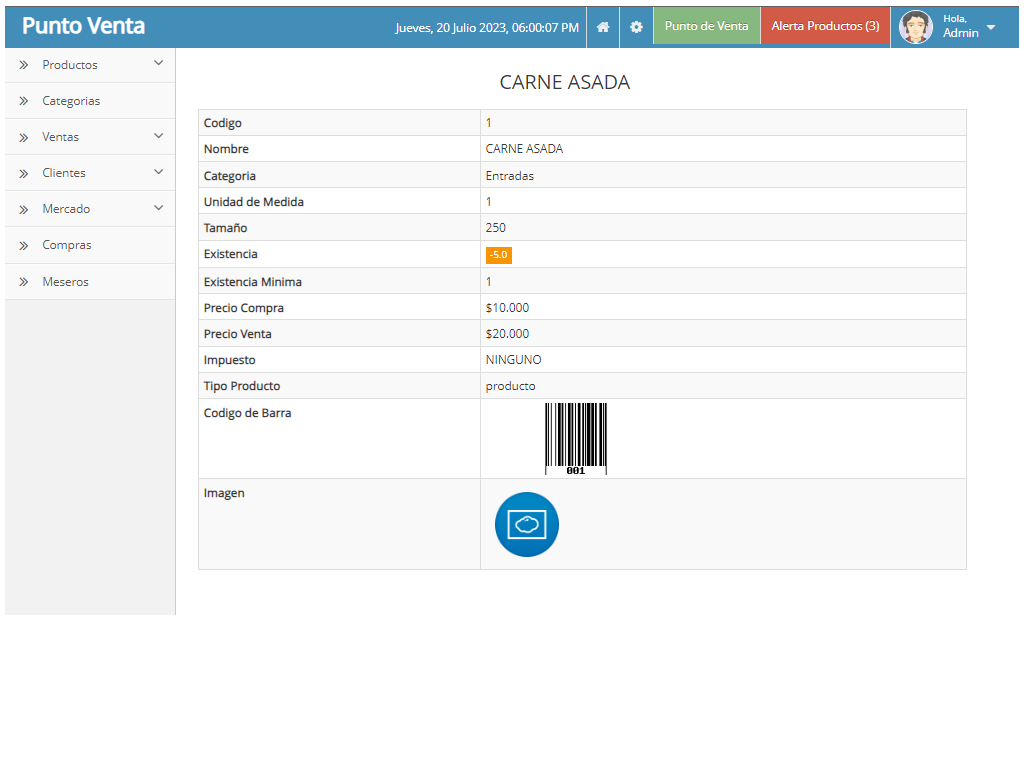 Punto Venta
Jueves, 20 Julio 2023, 06:00:07 PM
Punto de Venta
Alerta Productos (3)
Hola,
Admin
Productos
Categorias
Ventas
Clientes
Mercado
Compras
Meseros
CARNE ASADA
Codigo 1
Nombre CARNE ASADA
Categoria Entradas
Unidad de Medida 1
Tamaño 250
Existencia -5.0
Existencia Minima 1
Precio Compra $10.000
Precio Venta $20.000
Impuesto NINGUNO
Tipo Producto producto
Codigo de Barra
001
Imagen